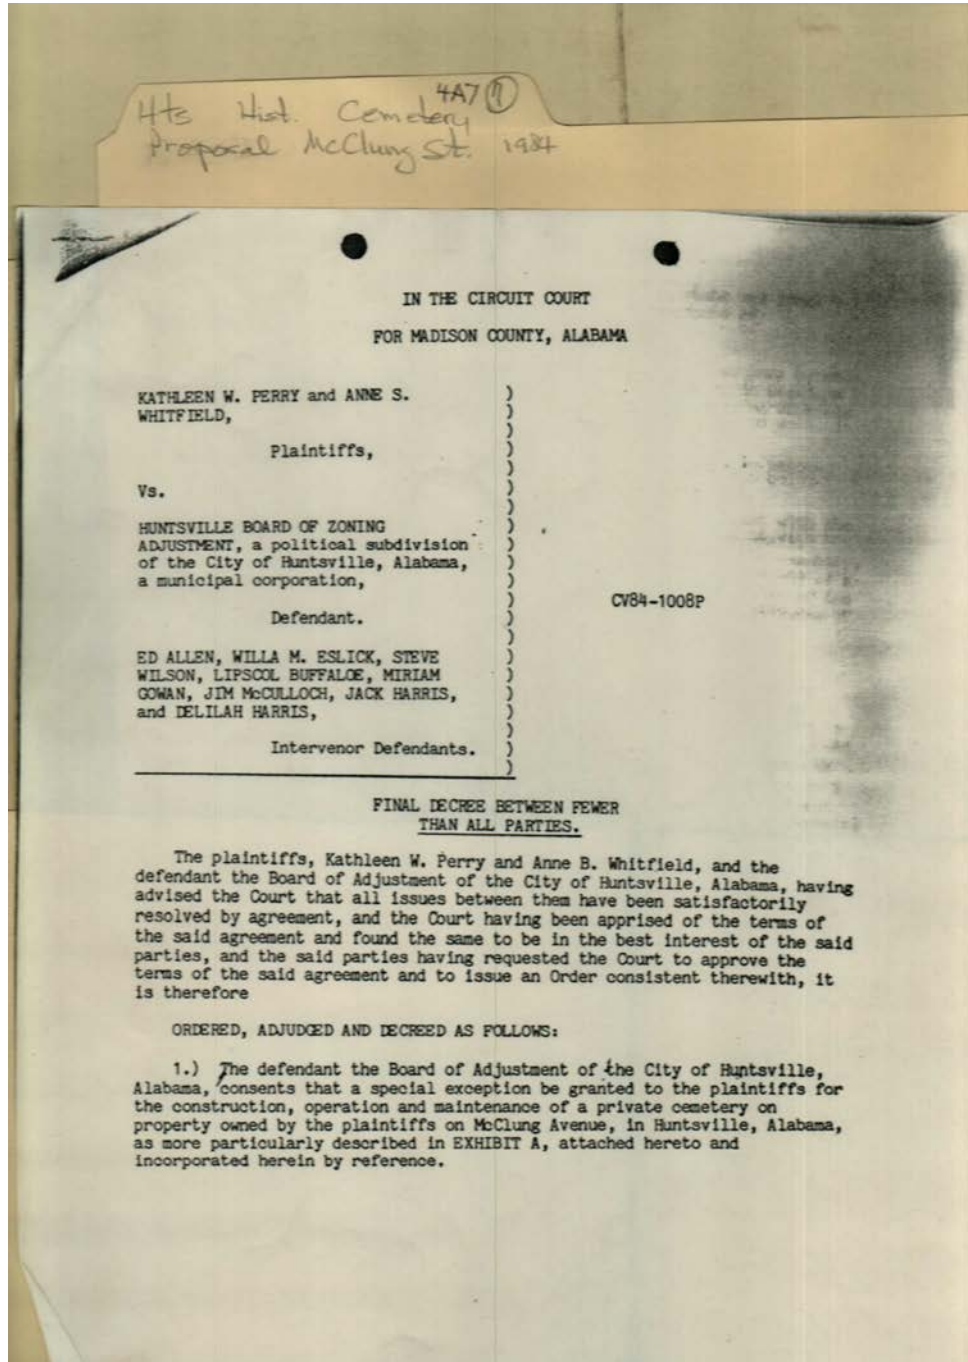 4A7 7
Hts Hist. Cemetery
Proposal McClung St. 1984
IN THE CIRCUIT COURT
FOR MADISON COUNTY, ALABAMA
KATHLEEN W. PERRY and ANNE S. )
WHITFIELD, )
)
Plaintiffs, )
)
Vs. )
)
HUNTSVILLE BOARD OF ZONING )
ADJUSTMENT, a political subdivision )
of the City of Huntsville, Alabama, )
a municipal corporation, )
) CV84-1008P
Defendant. )
)
ED ALLEN, WILLA M. ESLICK, STEVE )
WILSON, LIPSCOL BUFFALOE, MIRIAM )
GOWAN, JIM McCULLOCH, JACK HARRIS, )
and DELILAH HARRIS, )
)
Intervenor Defendants. )
)
FINAL DECREE BETWEEN FEWER
THAN ALL PARTIES.
The plaintiffs, Kathleen W. Perry and Anne B. Whitfield, and the
defendant the Board of Adjustment of the City of Huntsville, Alabama, having
advised the Court that all issues between them have been satisfactorily
resolved by agreement, and the Court having been apprised of the terms of
the said agreement and found the same to be in the best interest of the said
parties, and the said parties having requested the Court to approve the
terms of the said agreement and to issue an Order consistent therewith, it
is therefore
ORDERED, ADJUDGED AND DECREED AS FOLLOWS:
1.) The defendant the Board of Adjustment of the City of Huntsville,
Alabama, consents that a special exception be granted to the plaintiffs for
the construction, operation and maintenance of a private cemetery on
property owned by the plaintiffs on McClung Avenue, in Huntsville, Alabama,
as more particularly described in EXHIBIT A, attached hereto and
incorporated herein by reference.